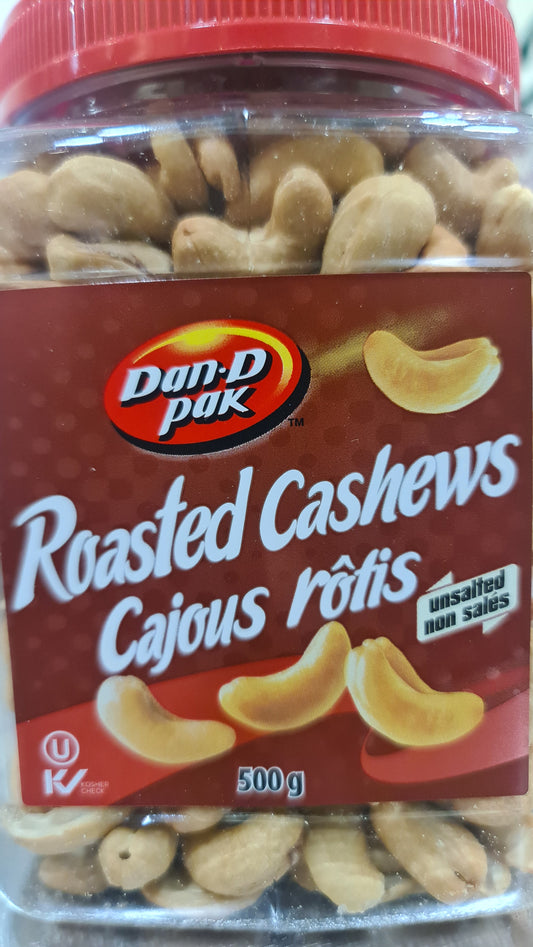 Dan·D
pak
TM
Roasted Cashews
Cajous rôtis
unsalted
non salés
U
K
KOSHER
CHECK
500 g